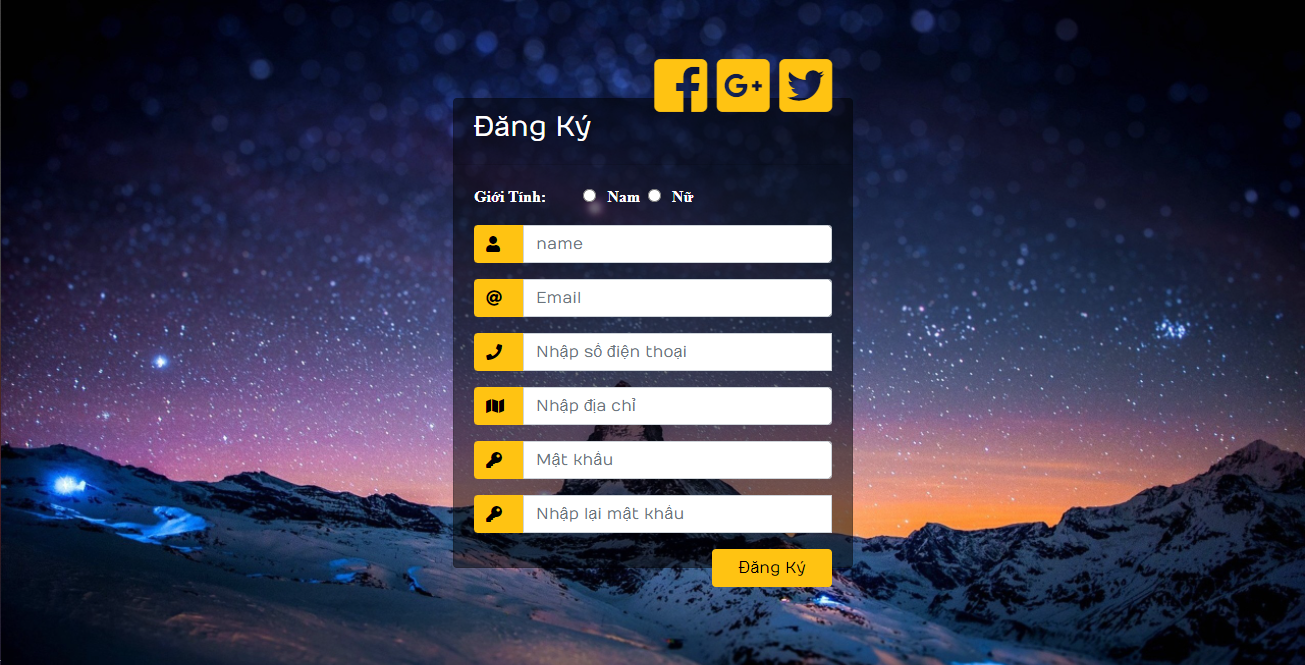 Đăng Ký
Giới Tính: Nam Nữ
name
Email
Nhập số điện thoại
Nhập địa chỉ
Mật khẩu
Nhập lại mật khẩu
Đăng Ký